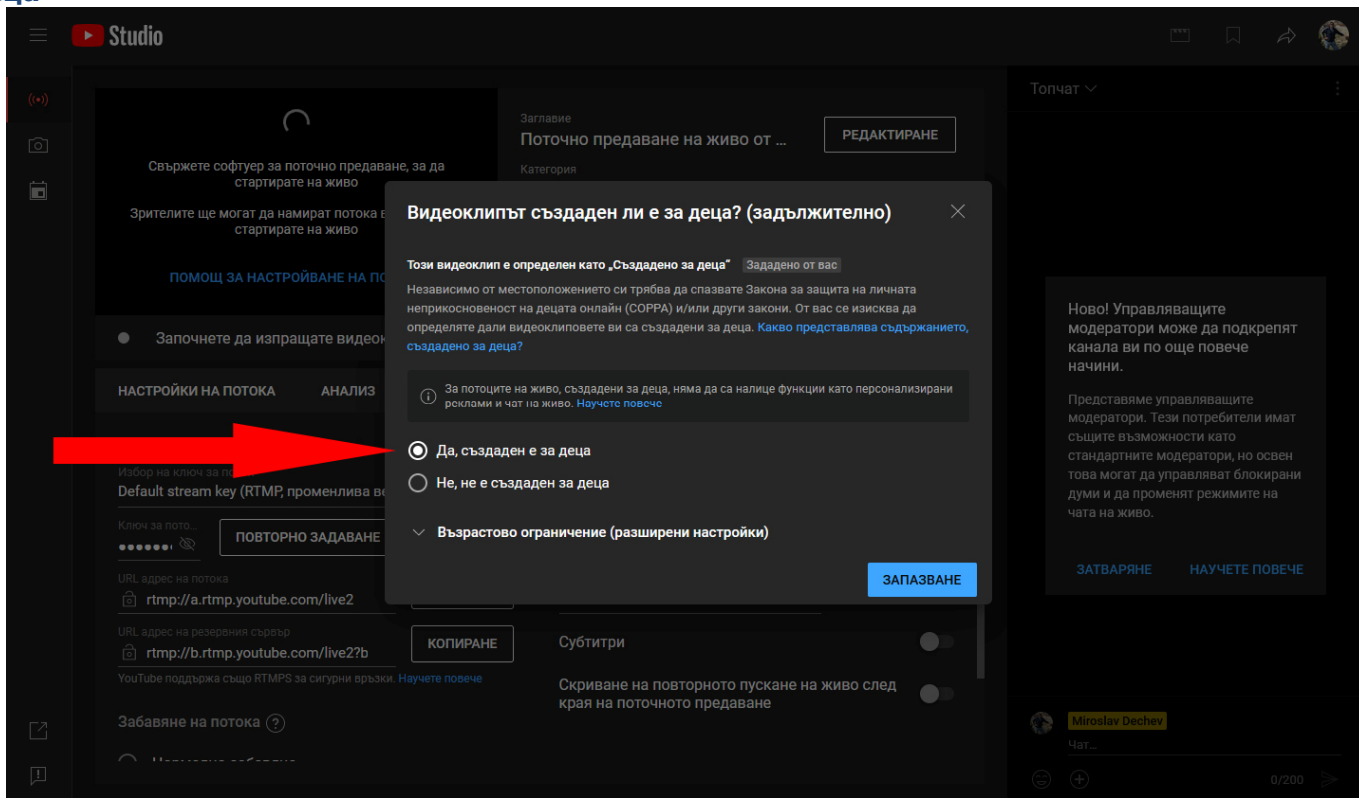 Studio
Топчат
Свържете софтуер за поточно предаване, за да
стартирате на живо
Зрителите ще могат да намират потока
стартирате на живо
ПОМОЩ ЗА НАСТРОЙВАНЕ НА
Заглавие
Поточно предаване на живо от ...
РЕДАКТИРАНЕ
Категория
Започнете да изпращате
НАСТРОЙКИ НА ПОТОКА
АНАЛИЗ
Видеоклипът създаден ли е за деца? (задължително)
Този видеоклип е определен като „Създадено за деца“ Зададено от вас
Независимо от местоположението си трябва да спазвате Закона за защита на личната
неприкосновеност на децата онлайн (COPPA) и/или други закони. От вас се изисква да
определяте дали видеоклиповете ви са създадени за деца. Какво представлява съдържанието,
създадено за деца?
За потоците на живо, създадени за деца, няма да са налице функции като персонализирани
реклами и чат на живо. Научете повече
Да, създаден е за деца
Не, не е създаден за деца
Възрастово ограничение (разширени настройки)
ЗАПАЗВАНЕ
Избор на ключ за
Default stream key (RTMP, променлива
Ключ за пото...
ПОВТОРНО ЗАДАВАНЕ
URL адрес на потока
rtmp://a.rtmp.youtube.com/live2
URL адрес на резервния сървър
rtmp://b.rtmp.youtube.com/live2?b
КОПИРАНЕ
YouTube поддържа също RTMPS за сигурни връзки. Научете повече
Забавяне на потока
Субтитри
Скриване на повторното пускане на живо след
края на поточното предаване
Ново! Управляващите
модератори може да подкрепят
канала ви по още повече
начини.
Представяме управляващите
модератори. Тези потребители имат
същите възможности като
стандартните модератори, но освен
това могат да управляват блокирани
думи и да променят режимите на
чата на живо.
ЗАТВАРЯНЕ
НАУЧЕТЕ ПОВЕЧЕ
Miroslav Dechev
Чат...
0/200